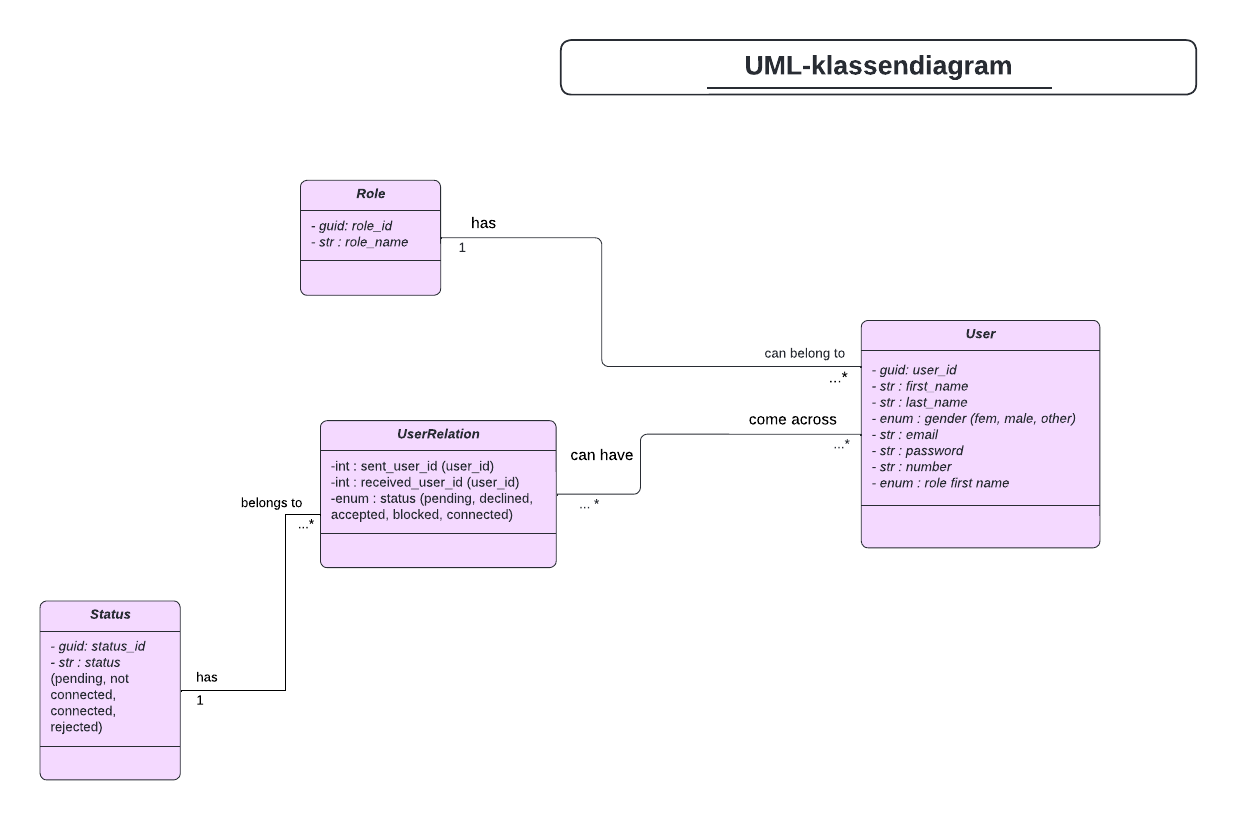 UML-klassendiagram
Role
- guid: role_id
- str : role_name
has
1
can belong to
...*
User
- guid: user_id
- str : first_name
- str : last_name
- enum : gender (fem, male, other)
- str : email
- str : password
- str : number
- enum : role first name
come across
...*
UserRelation
-int : sent_user_id (user_id)
-int : received_user_id (user_id)
-enum : status (pending, declined,
accepted, blocked, connected)
can have
... *
belongs to
...*
Status
- guid: status_id
- str : status
(pending, not
connected,
connected,
rejected)
has
1